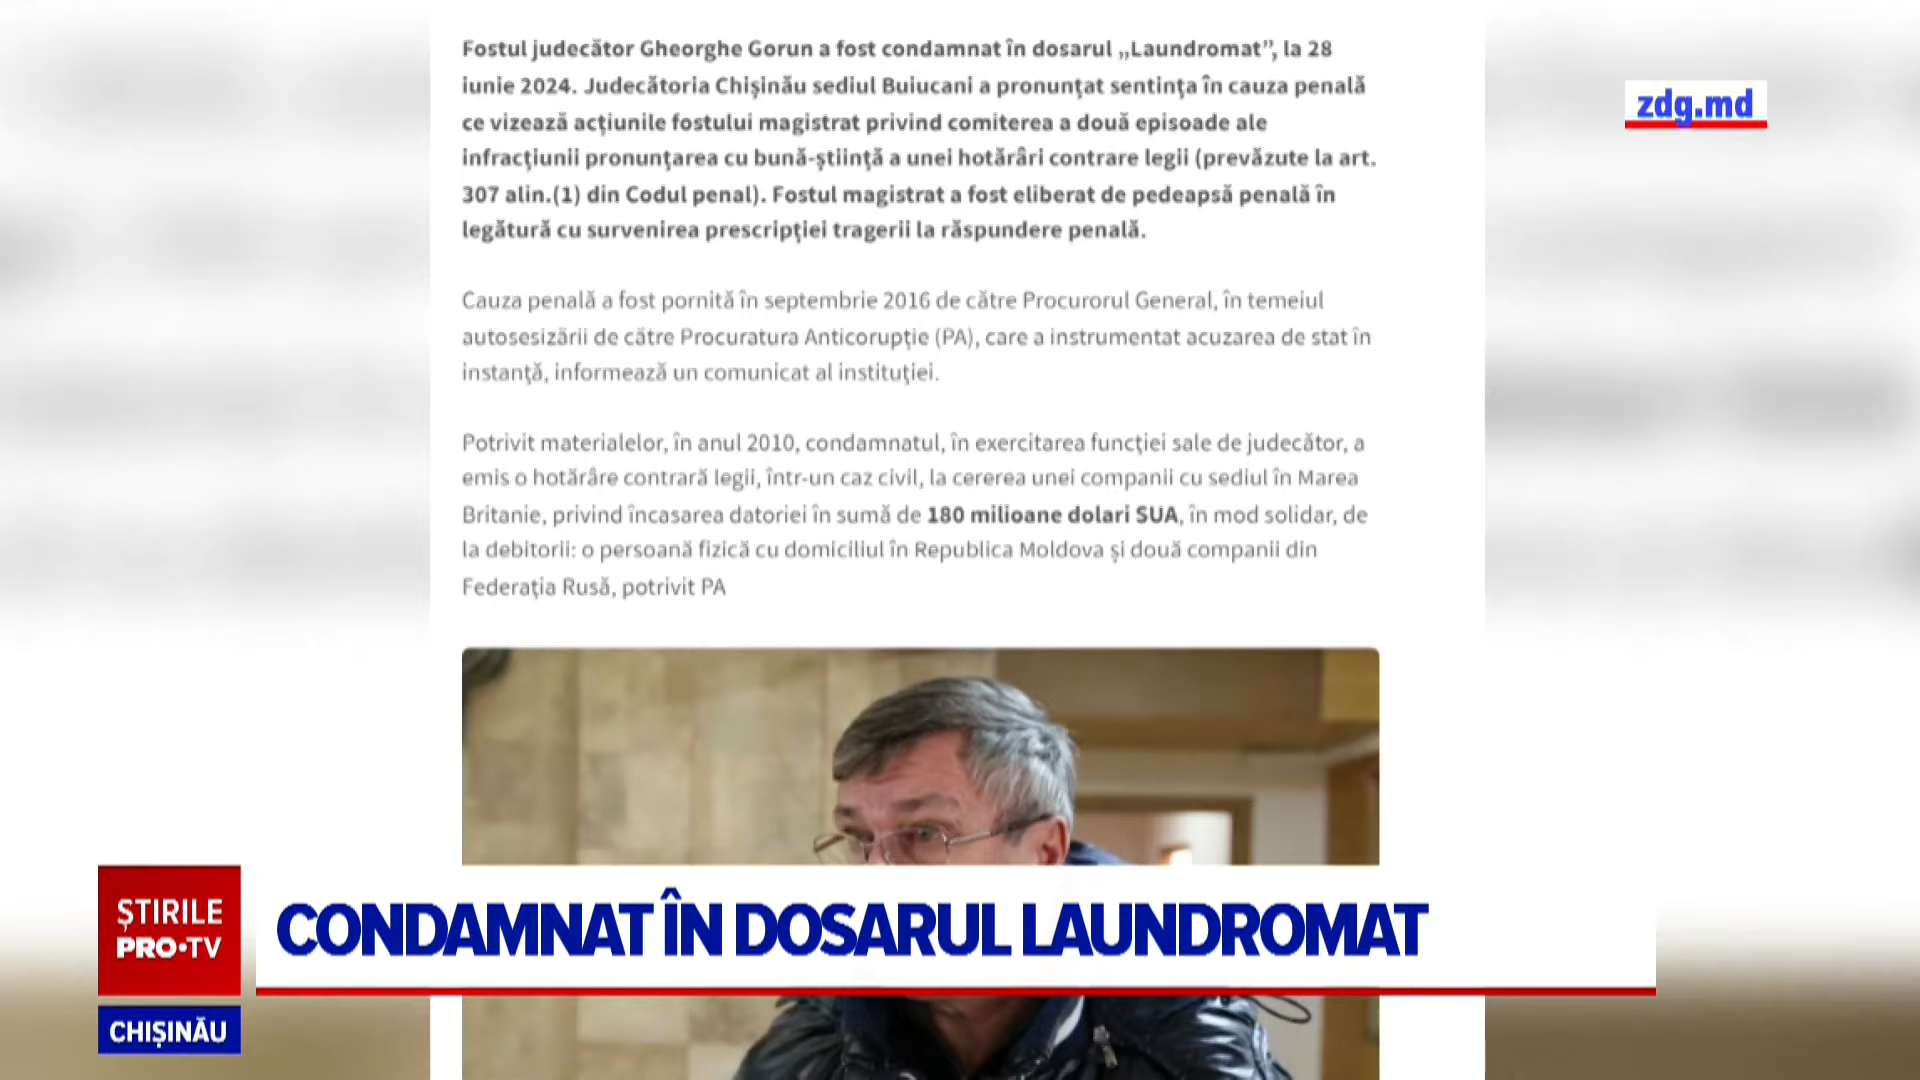 Fostul judecător Gheorghe Gorun a fost condamnat în dosarul „Laundromat”, la 28
iunie 2024. Judecătoria Chișinău sediul Buiucani a pronunțat sentința în cauza penală
ce vizează acțiunile fostului magistrat privind comiterea a două episoade ale
infracțiunii pronunțarea cu bună-știință a unei hotărâri contrare legii (prevăzute la art.
307 alin.(1) din Codul penal). Fostul magistrat a fost eliberat de pedeapsă penală în
legătură cu survenirea prescripției tragerii la răspundere penală.
zdg.md
Cauza penală a fost pornită în septembrie 2016 de către Procurorul General, în temeiul
autosesizării de către Procuratura Anticorupție (PA), care a instrumentat acuzarea de stat în
instanță, informează un comunicat al instituției.
Potrivit materialelor, în anul 2010, condamnatul, în exercitarea funcției sale de judecător, a
emis o hotărâre contrară legii, într-un caz civil, la cererea unei companii cu sediul în Marea
Britanie, privind încasarea datoriei în sumă de 180 milioane dolari SUA, în mod solidar, de
la debitorii: o persoană fizică cu domiciliul în Republica Moldova și două companii din
Federația Rusă, potrivit PA
ȘTIRILE
PRO•TV
CONDAMNAT ÎN DOSARUL LAUNDROMAT
CHIȘINĂU